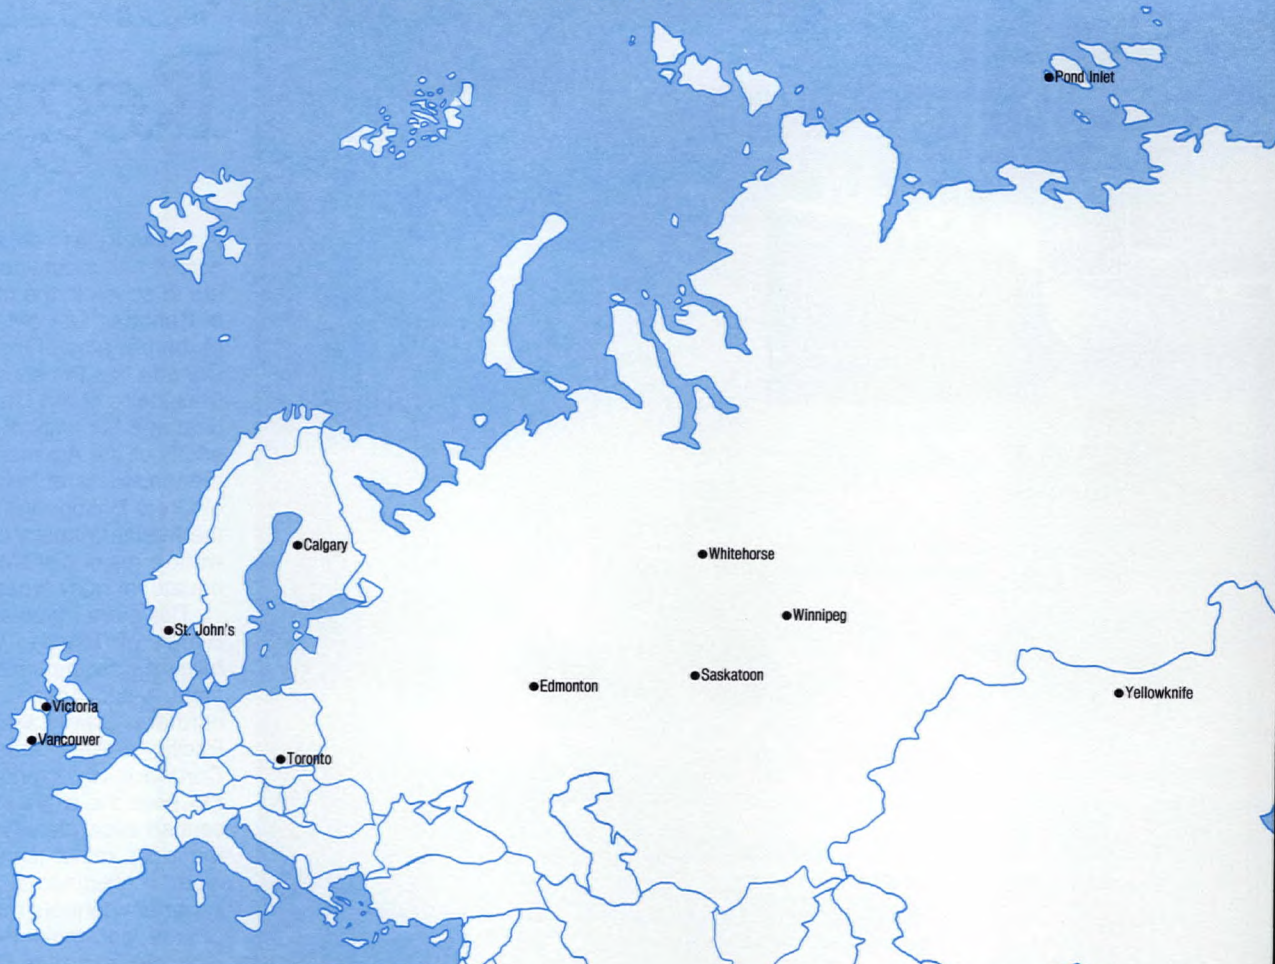 Pond Inlet
Calgary
Whitehorse
Winnipeg
St. John's
Saskatoon
Edmonton
Yellowknife
Victoria
Vancouver
Toronto